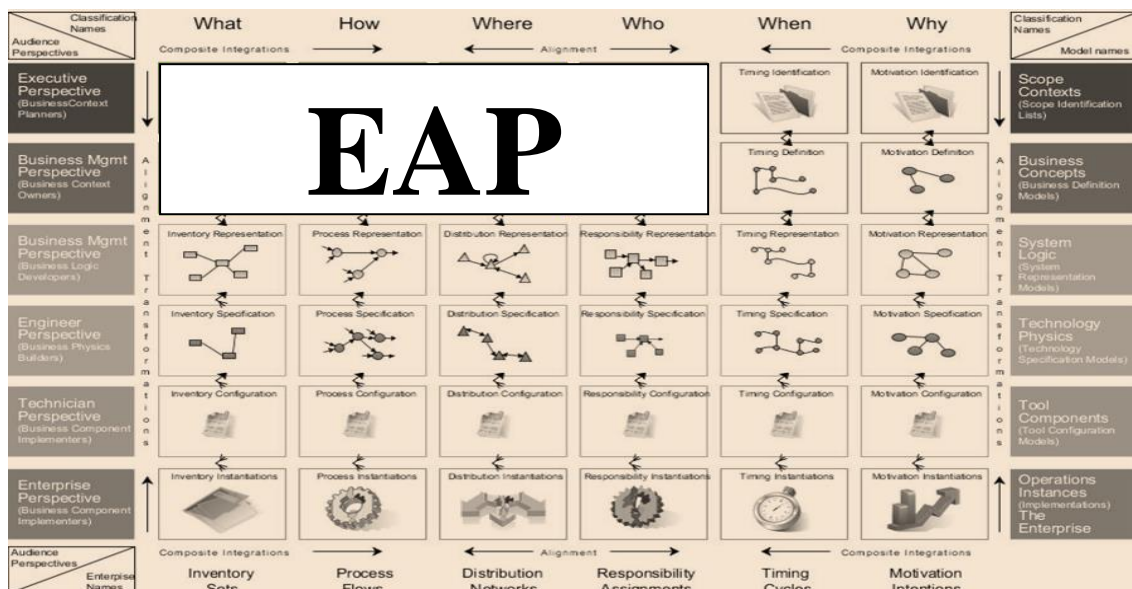 Classification
Names
Audience
Perspectives
What
How
Where
Who
When
Why
Classification
Names
Model names
Composite Integrations
Alignment
Composite Integrations
Executive
Perspective
(BusinessContext
Planners)
EAP
Timing Identification
Motivation Identification
Scope
Contexts
(Scope Identification
Lists)
Business Mgmt
Perspective
(Business Context
Owners)
Timing Definition
Motivation Definition
Business
Concepts
(Business Definition
Models)
Alignment Transformations
Alignment Transformations
Business Mgmt
Perspective
(Business Logic
Developers)
Inventory Representation
Process Representation
Distribution Representation
Responsibility Representation
Timing Representation
Motivation Representation
System
Logic
(System
Representation
Models)
Engineer
Perspective
(Business Physics
Builders)
Inventory Specification
Process Specification
Distribution Specification
Responsibility Specification
Timing Specification
Motivation Specification
Technology
Physics
(Technology
Specification Models)
Technician
Perspective
(Business Component
Implementers)
Inventory Configuration
Process Configuration
Distribution Configuration
Responsibility Configuration
Timing Configuration
Motivation Configuration
Tool
Components
(Tool Configuration
Models)
Enterprise
Perspective
(Business Component
Implementers)
Inventory Instantiations
Process Instantiations
Distribution Instantiations
Responsibility Instantiations
Timing Instantiations
Motivation Instantiations
Operations
Instances
(Implementations)
The
Enterprise
Audience
Perspectives
Enterpise
Names
Composite Integrations
Alignment
Composite Integrations
Inventory
Sets
Process
Flows
Distribution
Networks
Responsibility
Assignments
Timing
Cycles
Motivation
Intentions